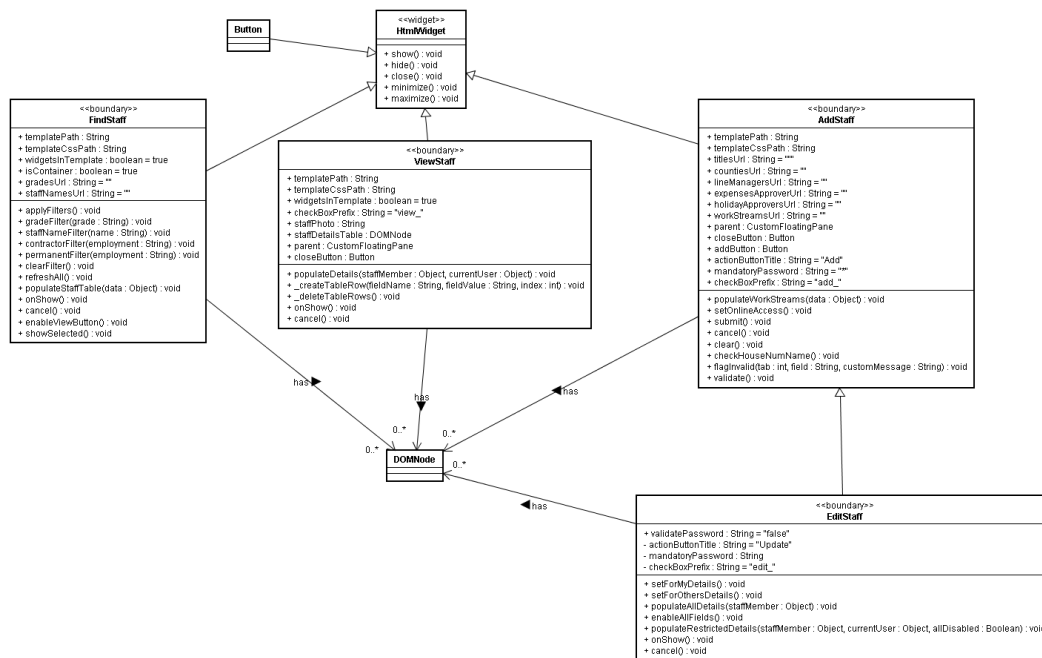 Button
<<widget>>
HtmlWidget
+ show() : void
+ hide() : void
+ close() : void
+ minimize() : void
+ maximize() : void
<<boundary>>
FindStaff
+ templatePath : String
+ templateCssPath : String
+ widgetsInTemplate : boolean = true
+ isContainer : boolean = true
+ gradesUrl : String = ""
+ staffNamesUrl : String = ""
+ applyFilters() : void
+ gradeFilter(grade : String) : void
+ staffNameFilter(name : String) : void
+ contractorFilter(employment : String) : void
+ permanentFilter(employment : String) : void
+ clearFilter() : void
+ refreshAll() : void
+ populateStaffTable(data : Object) : void
+ onShow() : void
+ cancel() : void
+ enableViewButton() : void
+ showSelected() : void
<<boundary>>
ViewStaff
+ templatePath : String
+ templateCssPath : String
+ widgetsInTemplate : boolean = true
+ checkBoxPrefix : String = "view_"
+ staffPhoto : String
+ staffDetailsTable : DOMNode
+ parent : CustomFloatingPane
+ closeButton : Button
+ populateDetails(staffMember : Object, currentUser : Object) : void
+ _createTableRow(fieldName : String, fieldValue : String, index : int) : void
+ _deleteTableRows() : void
+ onShow() : void
+ cancel() : void
<<boundary>>
AddStaff
+ templatePath : String
+ templateCssPath : String
+ titlesUrl : String = """
+ countiesUrl : String = ""
+ lineManagersUrl : String = ""
+ expensesApproverUrl : String = ""
+ holidayApproversUrl : String = ""
+ workStreamsUrl : String = ""
+ parent : CustomFloatingPane
+ closeButton : Button
+ addButton : Button
+ actionButtonTitle : String = "Add"
+ mandatoryPassword : String = "*"
+ checkBoxPrefix : String = "add_"
+ populateWorkStreams(data : Object) : void
+ setOnlineAccess() : void
+ submit() : void
+ cancel() : void
+ clear() : void
+ checkHouseNumName() : void
+ flagInvalid(tab : int, field : String, customMessage : String) : void
+ validate() : void
has
has
has
0..*
0..*
0..*
0..*
DOMNode
has
<<boundary>>
EditStaff
+ validatePassword : String = "false"
- actionButtonTitle : String = "Update"
- mandatoryPassword : String
- checkBoxPrefix : String = "edit_"
+ setForMyDetails() : void
+ setForOthersDetails() : void
+ populateAllDetails(staffMember : Object) : void
+ enableAllFields() : void
+ populateRestrictedDetails(staffMember : Object, currentUser : Object, allDisabled : Boolean) : void
+ onShow() : void
+ cancel() : void